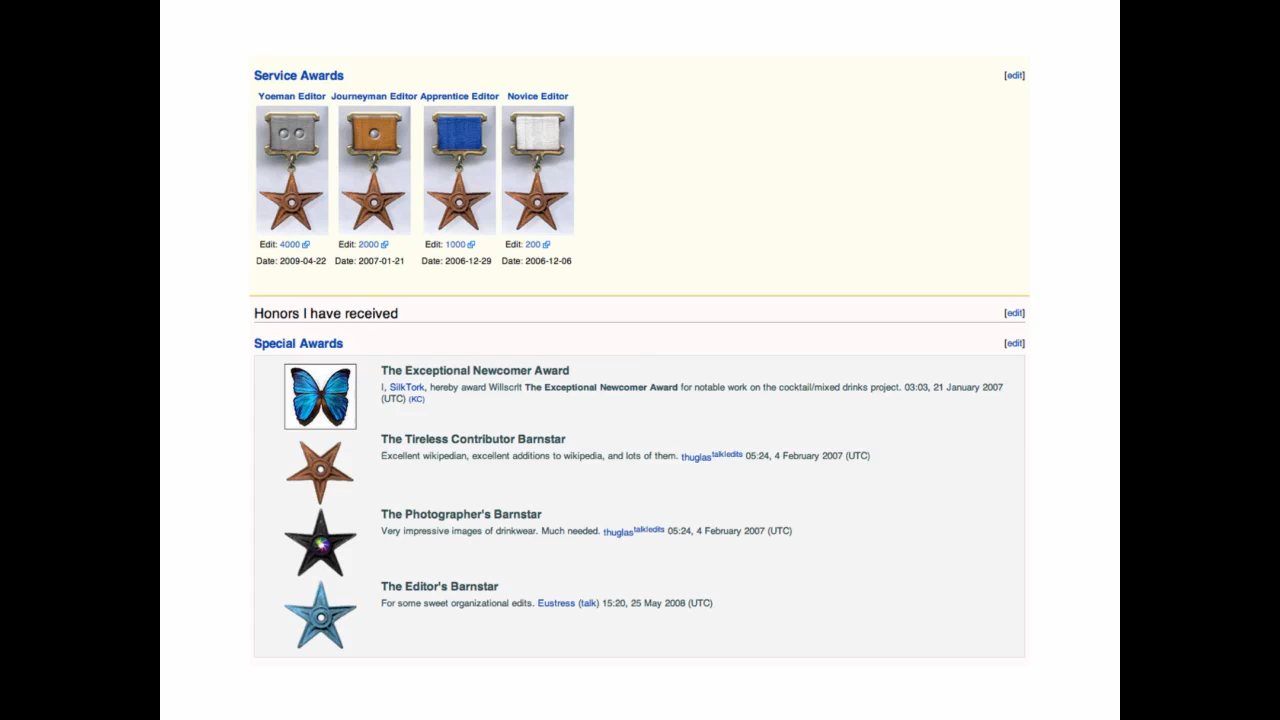 Service Awards [edit]
Yoeman Editor Journeyman Editor Apprentice Editor Novice Editor
Edit: 4000 Edit: 2000 Edit: 1000 Edit: 200
Date: 2009-04-22 Date: 2007-01-21 Date: 2006-12-29 Date: 2006-12-06
Honors I have received [edit]
Special Awards [edit]
The Exceptional Newcomer Award
I, SilkTork, hereby award Willscrlt The Exceptional Newcomer Award for notable work on the cocktail/mixed drinks project. 03:03, 21 January 2007
(UTC) (KC)
The Tireless Contributor Barnstar
Excellent wikipedian, excellent additions to wikipedia, and lots of them. thuglas talk|edits 05:24, 4 February 2007 (UTC)
The Photographer's Barnstar
Very impressive images of drinkwear. Much needed. thuglas talk|edits 05:24, 4 February 2007 (UTC)
The Editor's Barnstar
For some sweet organizational edits. Eustress (talk) 15:20, 25 May 2008 (UTC)